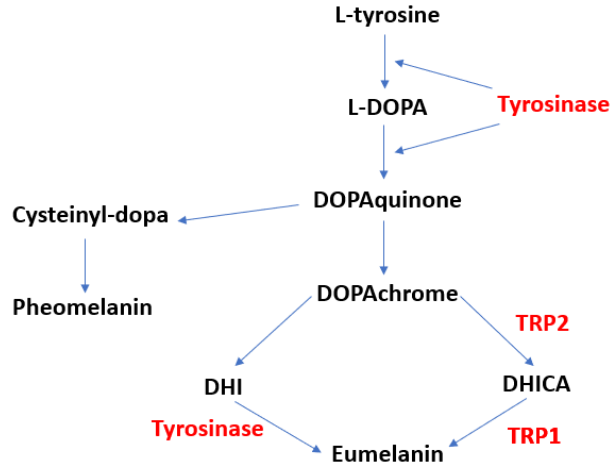 L-tyrosine
L-DOPA
Tyrosinase
DOPAquinone
Cysteinyl-dopa
Pheomelanin
DOPAchrome
TRP2
DHI
DHICA
Tyrosinase
TRP1
Eumelanin